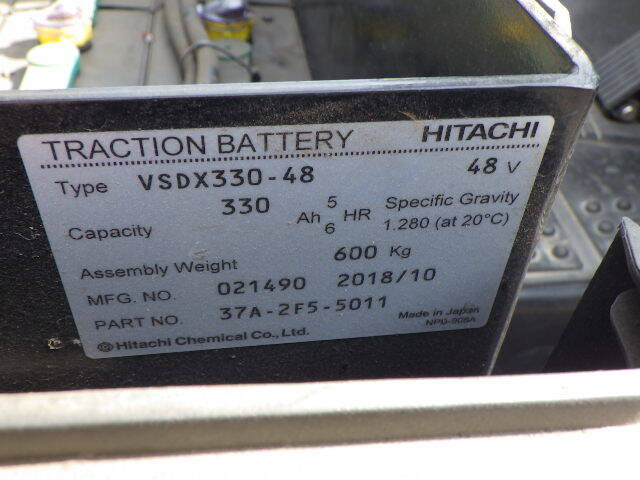 TRACTION BATTERY HITACHI
Type VSDX330-48 48 V
Capacity 330 Ah 5 HR Specific Gravity
6 1.280 (at 20°C)
Assembly Weight 600 Kg
MFG. NO. 021490 2018/10
PART NO. 37A-2F5-5011 Made in Japan
Hitachi Chemical Co., Ltd.